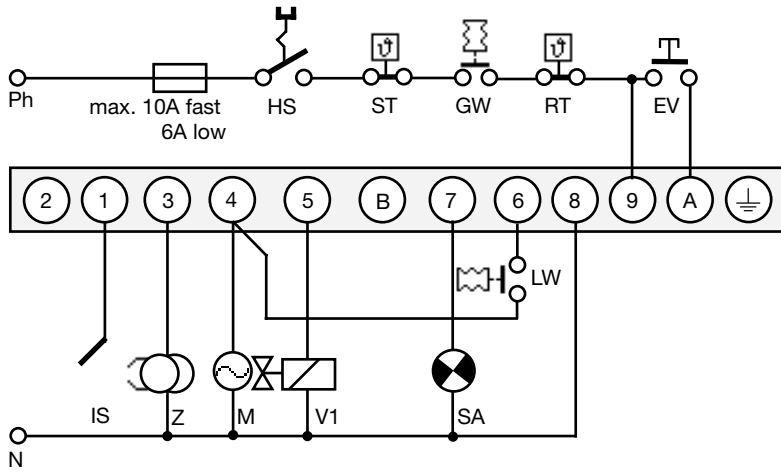 Ph
max. 10A fast
6A low
HS
ST
GW
RT
EV
ϑ
ϑ
2 1 3 4 5 B 7 6 8 9 A
LW
IS
Z
M
V1
SA
N